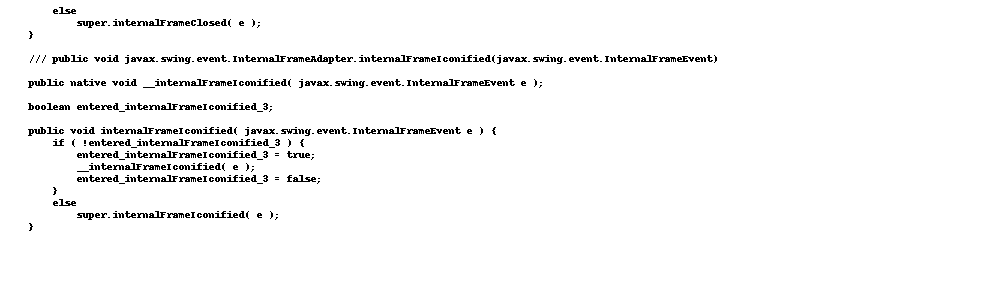 else
super.internalFrameClosed( e );
}
/// public void javax.swing.event.InternalFrameAdapter.internalFrameIconified(javax.swing.event.InternalFrameEvent)
public native void __internalFrameIconified( javax.swing.event.InternalFrameEvent e );
boolean entered_internalFrameIconified_3;
public void internalFrameIconified( javax.swing.event.InternalFrameEvent e ) {
if ( !entered_internalFrameIconified_3 ) {
entered_internalFrameIconified_3 = true;
__internalFrameIconified( e );
entered_internalFrameIconified_3 = false;
}
else
super.internalFrameIconified( e );
}